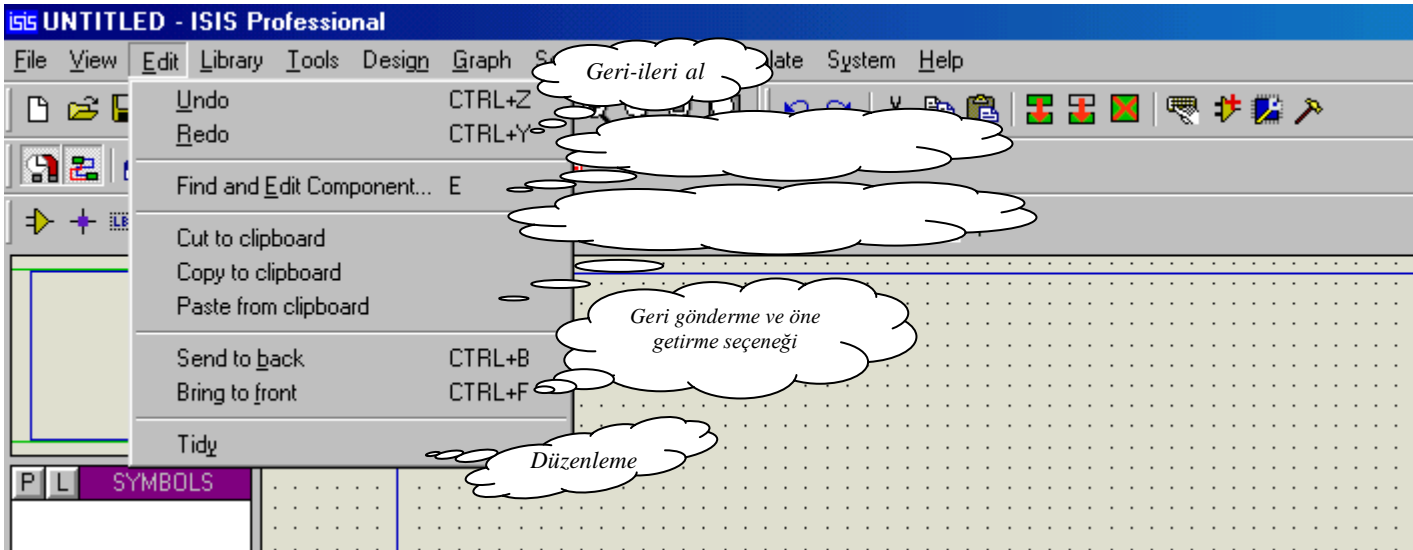 isis UNTITLED - ISIS Professional
File View Edit Library Tools Design Graph System Help
Geri-ileri al
Undo CTRL+Z
Redo CTRL+Y
Find and Edit Component... E
Cut to clipboard
Copy to clipboard
Paste from clipboard
Geri gönderme ve öne
getirme seçeneği
Send to back CTRL+B
Bring to front CTRL+F
Tidy
Düzenleme
P L SYMBOLS